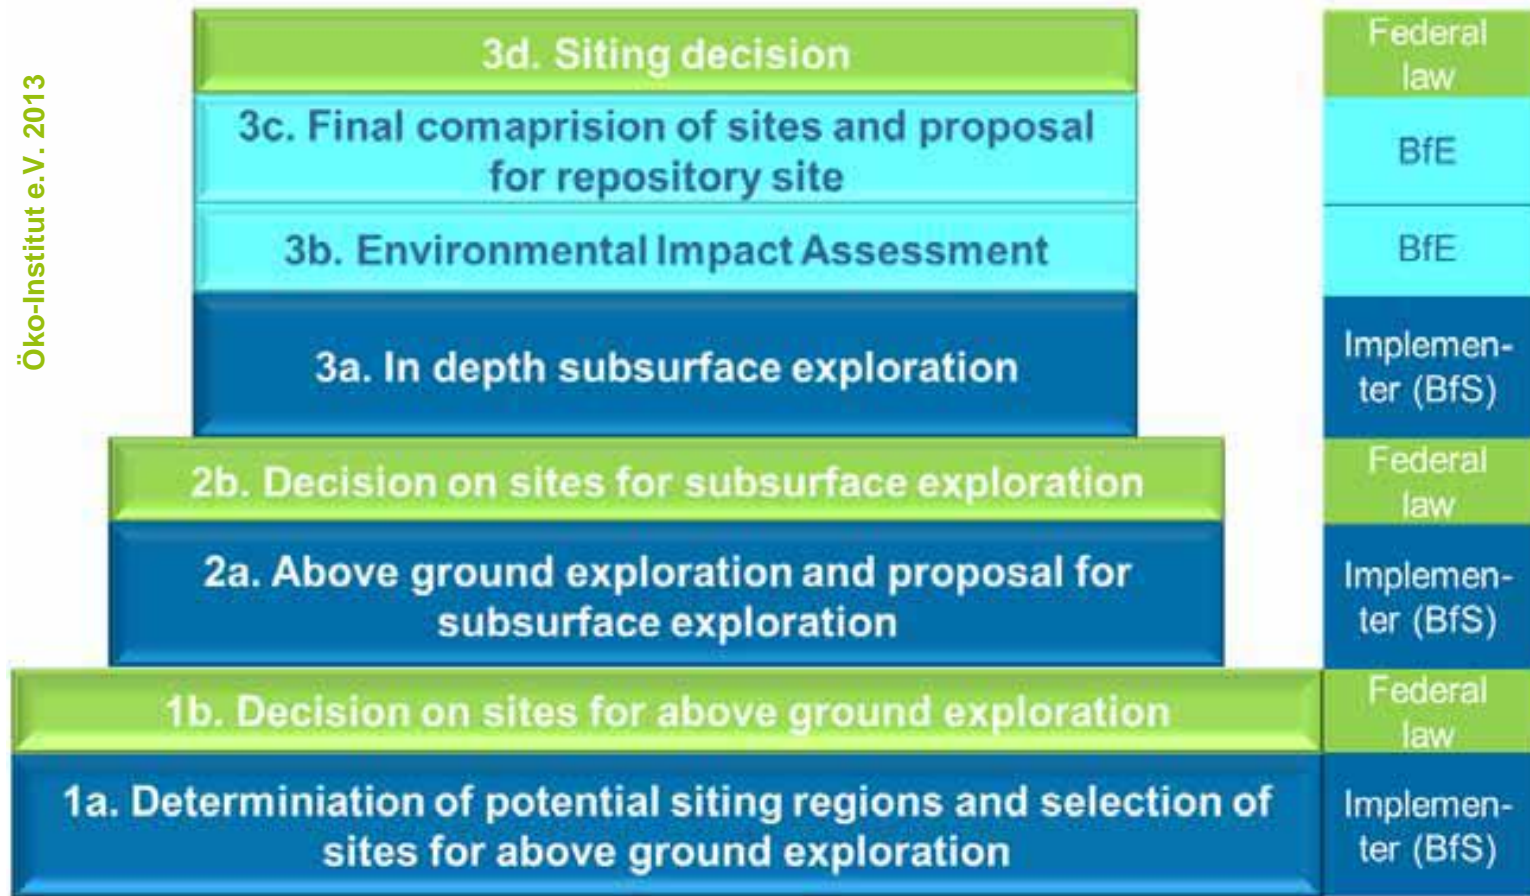 Öko-Institut e.V. 2013
3d. Siting decision
Federal
law
3c. Final comaprision of sites and proposal
for repository site
BfE
3b. Environmental Impact Assessment
BfE
3a. In depth subsurface exploration
Implemen-
ter (BfS)
2b. Decision on sites for subsurface exploration
Federal
law
2a. Above ground exploration and proposal for
subsurface exploration
Implemen-
ter (BfS)
1b. Decision on sites for above ground exploration
Federal
law
1a. Determiniation of potential siting regions and selection of
sites for above ground exploration
Implemen-
ter (BfS)